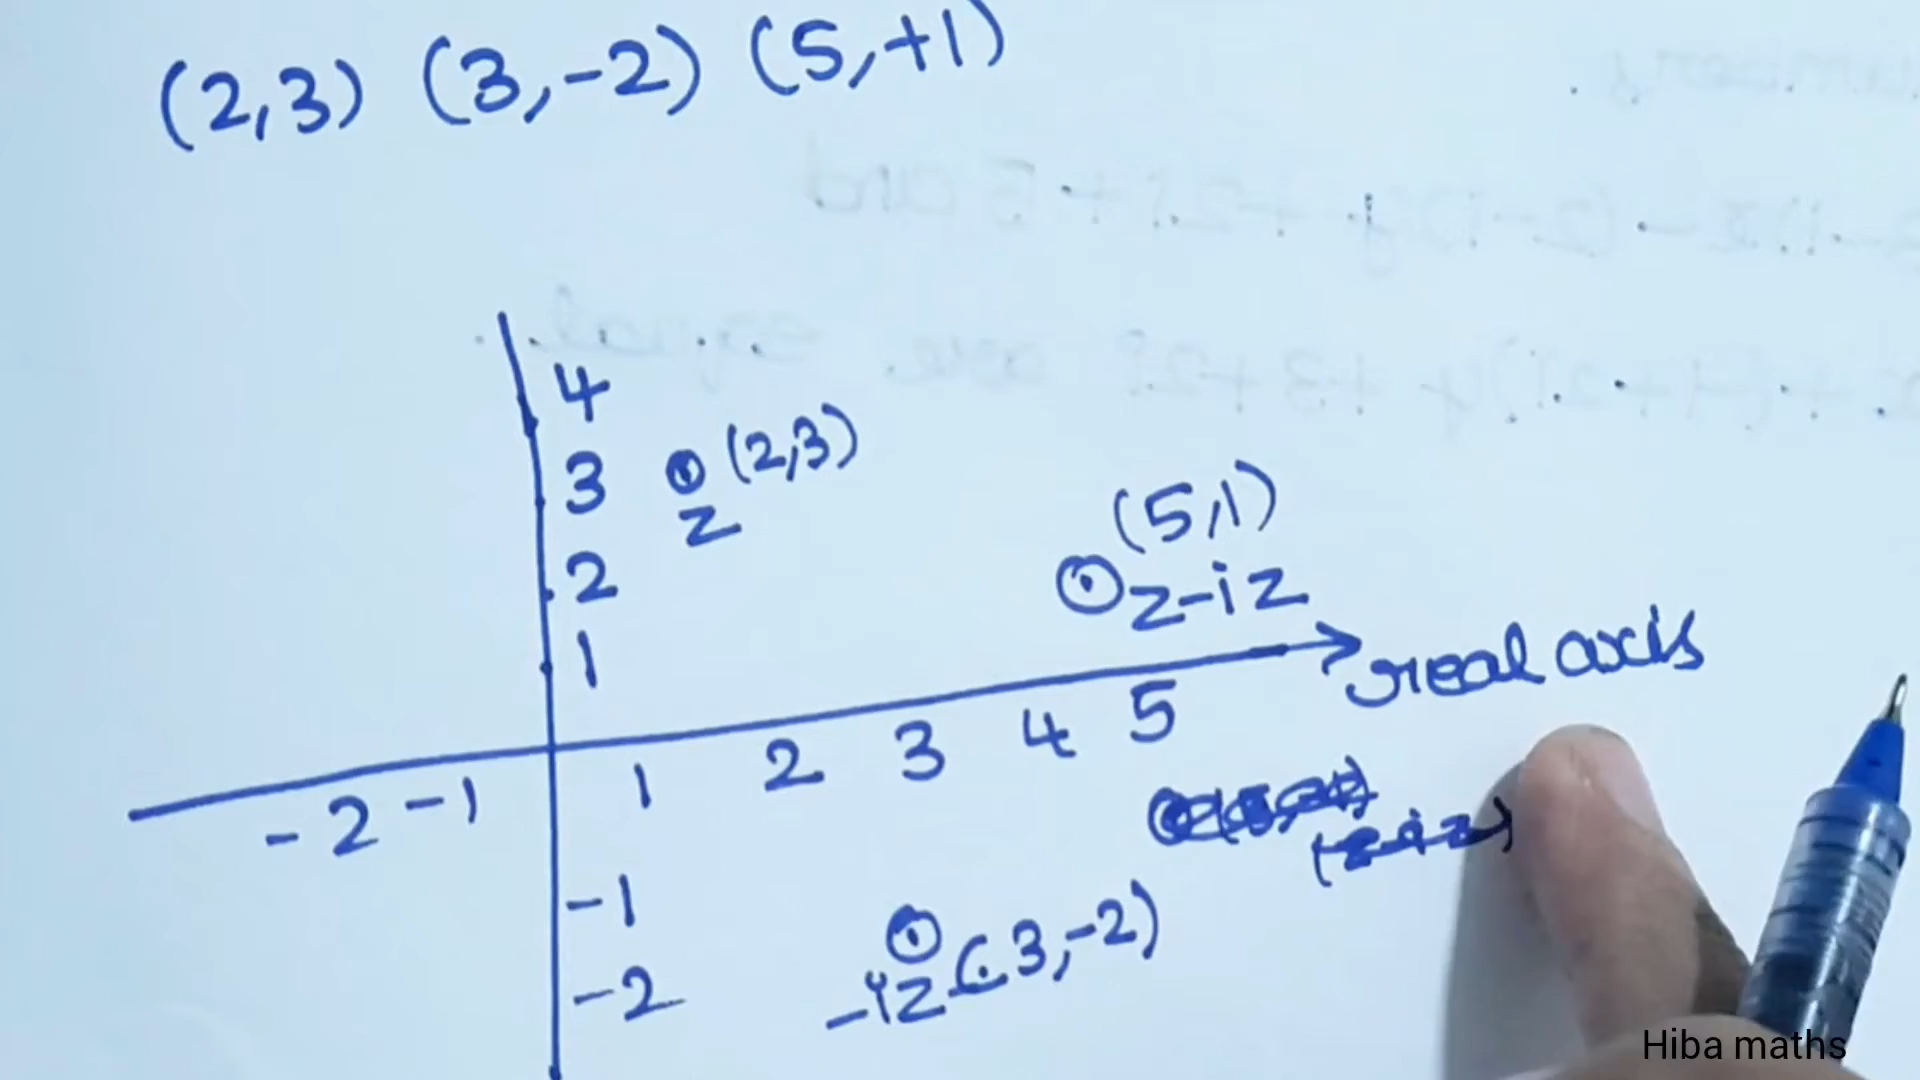 (2,3) (3,-2) (5,+1)
4
3 (2,3)
z
(5,1)
2 z-iz
1
real axis
-2 -1 1 2 3 4 5
(z-iz)
-1
(3,-2)
-iz
-2
Hiba maths